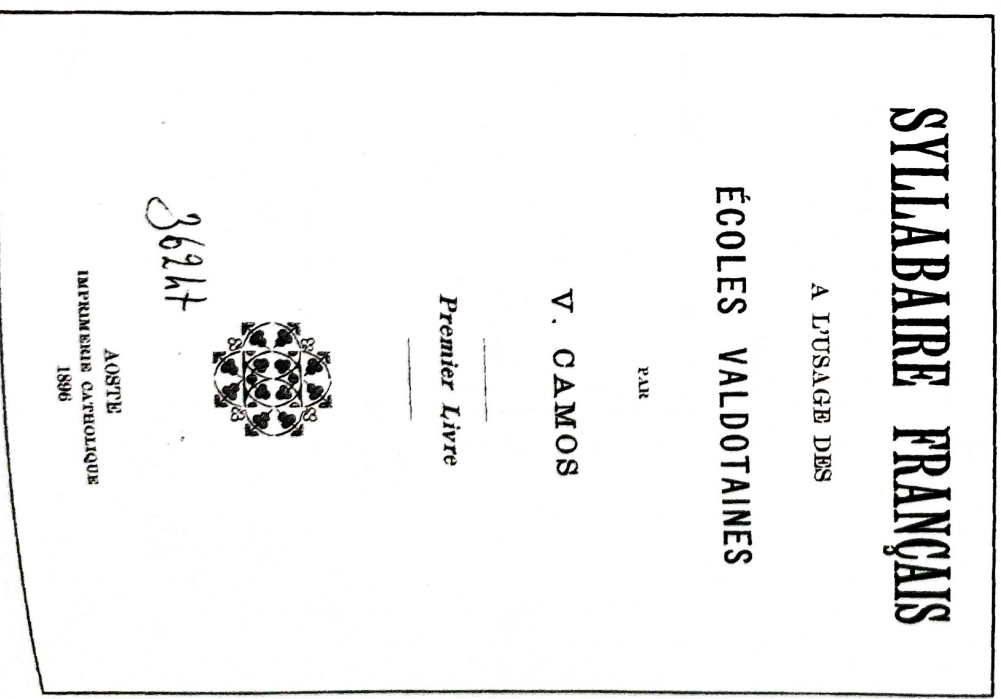 SYLLABAIRE FRANÇAIS
A L'USAGE DES
ÉCOLES VALDOTAINES
PAR
V. CAMOS
Premier Livre
36247
AOSTE
IMPRIMERIE CATHOLIQUE
1896